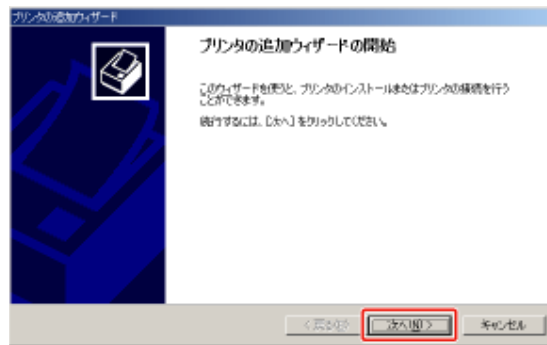 プリンタの追加ウィザード
プリンタの追加ウィザードの開始
このウィザードを使うと、プリンタのインストールまたはプリンタの接続を行う
ことができます。
続行するには、[次へ] をクリックしてください。
< 戻る(B)
次へ(N) >
キャンセル